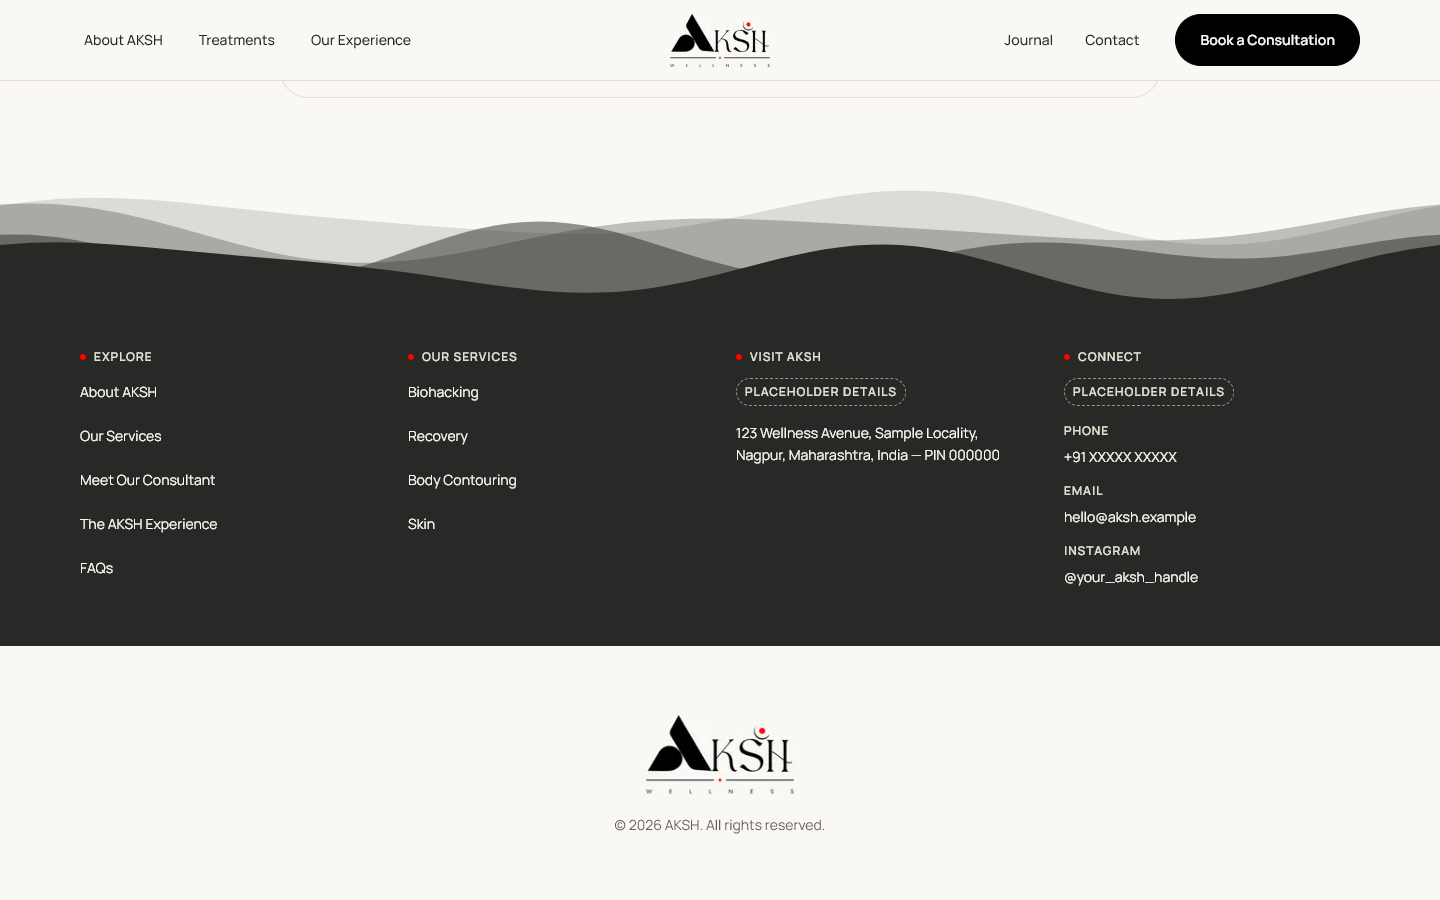 About AKSH
Treatments
Our Experience
AKSH
WELLNESS
Journal
Contact
Book a Consultation
EXPLORE
About AKSH
Our Services
Meet Our Consultant
The AKSH Experience
FAQs
OUR SERVICES
Biohacking
Recovery
Body Contouring
Skin
VISIT AKSH
PLACEHOLDER DETAILS
123 Wellness Avenue, Sample Locality,
Nagpur, Maharashtra, India — PIN 000000
CONNECT
PLACEHOLDER DETAILS
PHONE
+91 XXXXX XXXXX
EMAIL
hello@aksh.example
INSTAGRAM
@your_aksh_handle
AKSH
WELLNESS
© 2026 AKSH. All rights reserved.